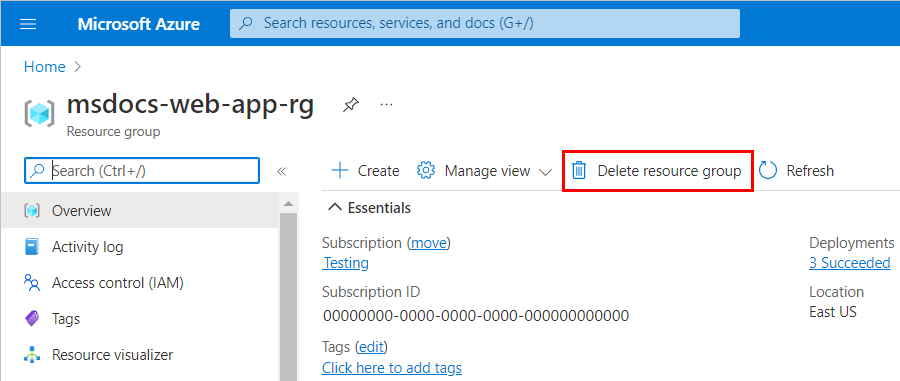 Microsoft Azure
Search resources, services, and docs (G+/)
Home
msdocs-web-app-rg
Resource group
Search (Ctrl+/)
Overview
Activity log
Access control (IAM)
Tags
Resource visualizer
Create
Manage view
Delete resource group
Refresh
Essentials
Subscription (move)
Testing
Subscription ID
00000000-0000-0000-0000-000000000000
Tags (edit)
Click here to add tags
Deployments
3 Succeeded
Location
East US